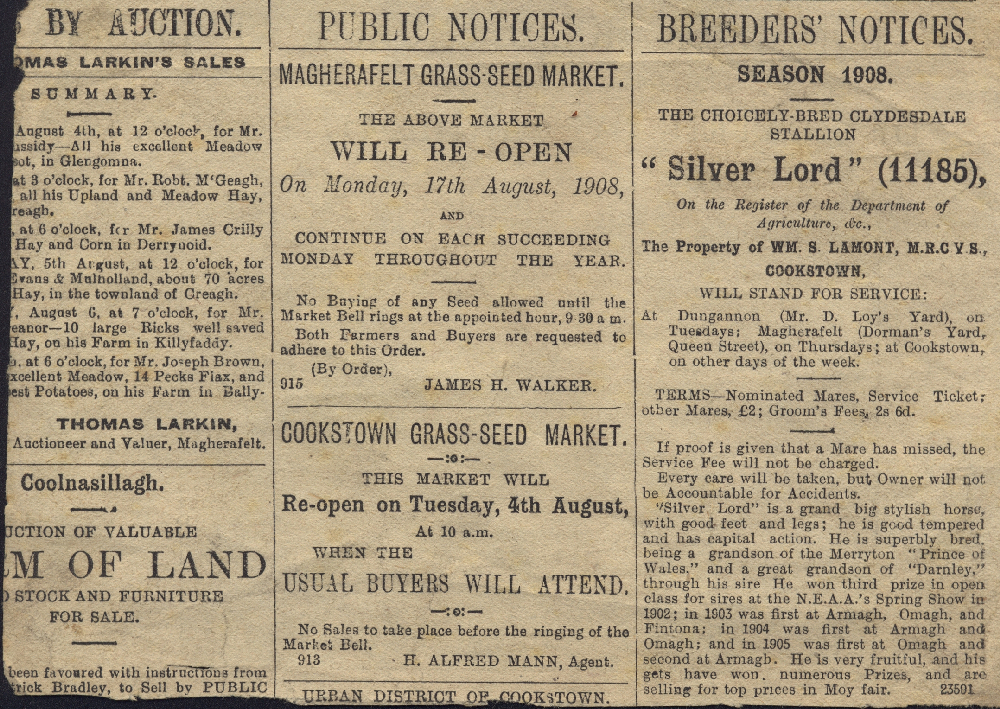 BY AUCTION.
THOMAS LARKIN'S SALES
SUMMARY.
August 4th, at 12 o'clock, for Mr.
assidy—All his excellent Meadow
in Glengomna.
at 3 o'clock, for Mr. Robt. M'Geagh,
all his Upland and Meadow Hay,
reagh.
at 6 o'clock, for Mr. James Crilly
Hay and Corn in Derrynoid.
AY, 5th August, at 12 o'clock, for
Evans & Mulholland, about 70 acres
Hay, in the townland of Creagh.
August 6, at 7 o'clock, for Mr.
eanor—10 large Ricks well saved
Hay, on his Farm in Killyfaddy.
at 6 o'clock, for Mr. Joseph Brown,
xcellent Meadow, 14 Pecks Flax, and
est Potatoes, on his Farm in Bally-
THOMAS LARKIN,
Auctioneer and Valuer, Magherafelt.
Coolnasillagh.
UCTION OF VALUABLE
M OF LAND
STOCK AND FURNITURE
FOR SALE.
been favoured with instructions from
trick Bradley, to Sell by PUBLIC
PUBLIC NOTICES.
MAGHERAFELT GRASS-SEED MARKET.
THE ABOVE MARKET
WILL RE-OPEN
On Monday, 17th August, 1908,
AND
CONTINUE ON EACH SUCCEEDING
MONDAY THROUGHOUT THE YEAR.
No Buying of any Seed allowed until the
Market Bell rings at the appointed hour, 9-30 a m.
Both Farmers and Buyers are requested to
adhere to this Order.
(By Order),
915 JAMES H. WALKER.
COOKSTOWN GRASS-SEED MARKET.
—:o:—
THIS MARKET WILL
Re-open on Tuesday, 4th August,
At 10 a.m.
WHEN THE
USUAL BUYERS WILL ATTEND.
—:o:—
No Sales to take place before the ringing of the
Market Bell.
913 H. ALFRED MANN, Agent.
URBAN DISTRICT OF COOKSTOWN.
BREEDERS' NOTICES.
SEASON 1908.
THE CHOICELY-BRED CLYDESDALE
STALLION
"Silver Lord" (11185),
On the Register of the Department of
Agriculture, &c.,
The Property of WM. S. LAMONT, M.R.C V.S.,
COOKSTOWN,
WILL STAND FOR SERVICE:
At Dungannon (Mr. D. Loy's Yard), on
Tuesdays; Magherafelt (Dorman's Yard,
Queen Street), on Thursdays; at Cookstown,
on other days of the week.
TERMS—Nominated Mares, Service Ticket;
other Mares, £2; Groom's Fees, 2s 6d.
If proof is given that a Mare has missed, the
Service Fee will not be charged.
Every care will be taken, but Owner will not
be Accountable for Accidents.
"Silver Lord" is a grand big stylish horse,
with good feet and legs; he is good tempered
and has capital action. He is superbly bred,
being a grandson of the Merryton "Prince of
Wales," and a great grandson of "Darnley,"
through his sire He won third prize in open
class for sires at the N.E.A.A.'s Spring Show in
1902; in 1903 was first at Armagh, Omagh, and
Fintona; in 1904 was first at Armagh and
Omagh; and in 1905 was first at Omagh and
second at Armagh. He is very fruitful, and his
gets have won numerous Prizes, and are
selling for top prices in Moy fair. 23501